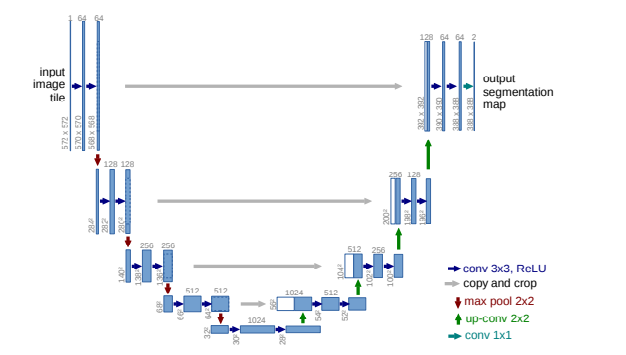 1 64 64
128 64 64 2
input
image
tile
output
segmentation
map
572 x 572
570 x 570
568 x 568
392 x 392
390 x 390
388 x 388
388 x 388
128 128
256 128
284²
282²
280²
200²
198²
196²
256 256
512 256
140²
138²
136²
104²
102²
100²
512 512
1024 512
68²
66²
64²
56²
54²
52²
1024
32²
30²
28²
conv 3x3, ReLU
copy and crop
max pool 2x2
up-conv 2x2
conv 1x1